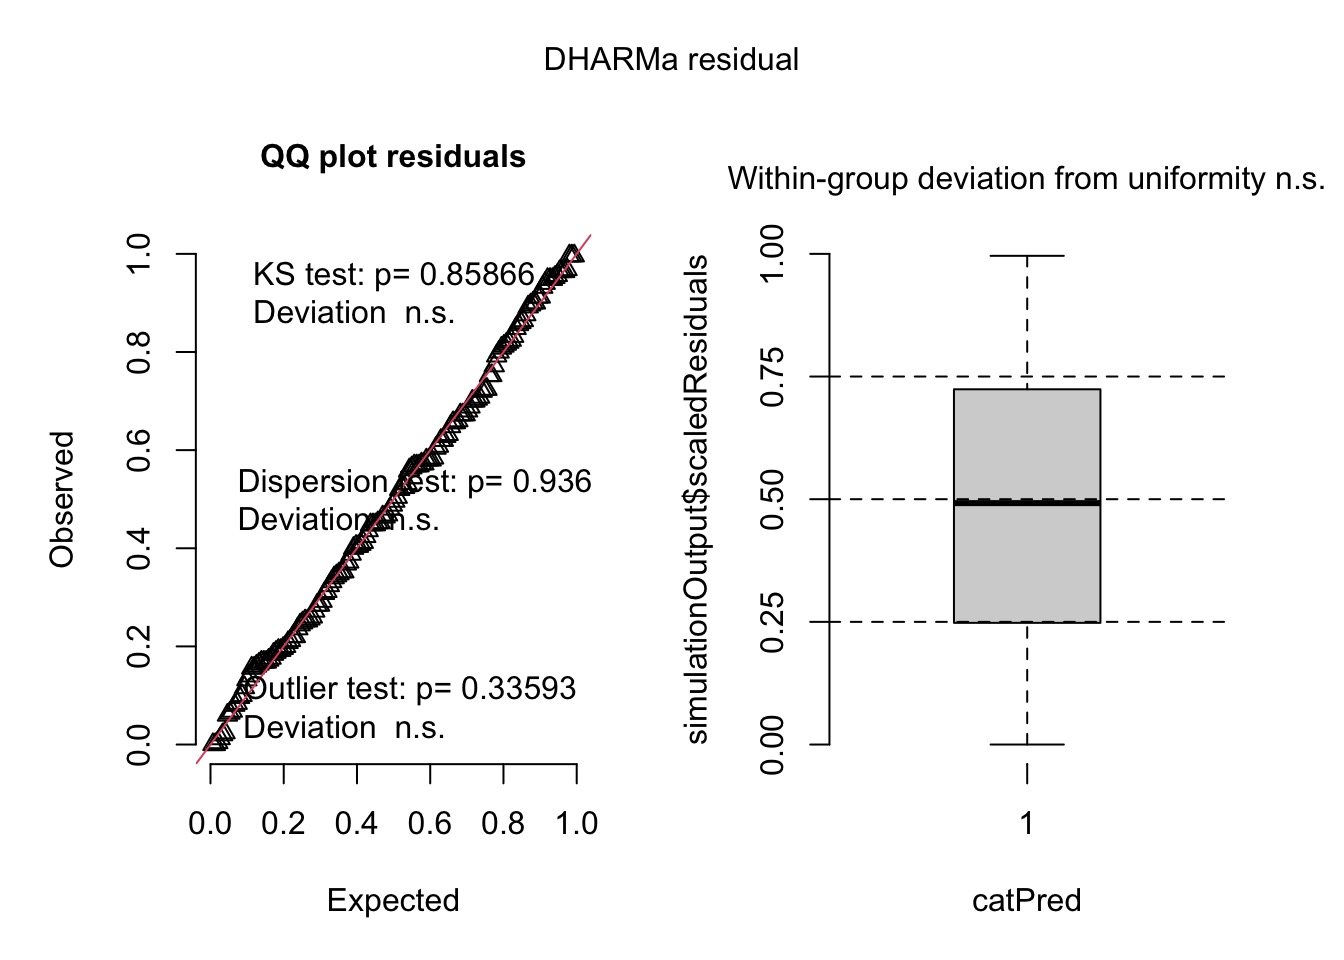 DHARMa residual
QQ plot residuals
KS test: p= 0.85866
Deviation  n.s.
Dispersion test: p= 0.936
Deviation n.s.
Outlier test: p= 0.33593
Deviation  n.s.
Observed
0.0 0.2 0.4 0.6 0.8 1.0
0.0 0.2 0.4 0.6 0.8 1.0
Expected
Within-group deviation from uniformity n.s.
simulationOutput$scaledResiduals
0.00 0.25 0.50 0.75 1.00
1
catPred